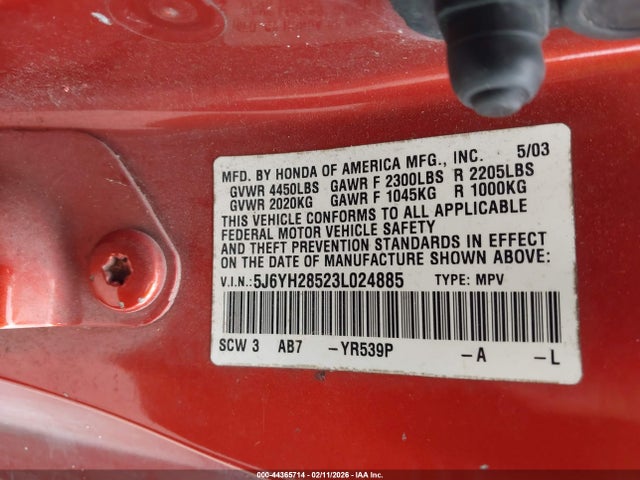 MFD. BY HONDA OF AMERICA MFG., INC. 5/03
GVWR 4450LBS GAWR F 2300LBS R 2205LBS
GVWR 2020KG GAWR F 1045KG R 1000KG
THIS VEHICLE CONFORMS TO ALL APPLICABLE
FEDERAL MOTOR VEHICLE SAFETY
AND THEFT PREVENTION STANDARDS IN EFFECT
ON THE DATE OF MANUFACTURE SHOWN ABOVE:
V.I.N.: 5J6YH28523L024885 TYPE: MPV
SCW 3 AB7 -YR539P -A -L
000-44365714 - 02/11/2026 - IAA Inc.